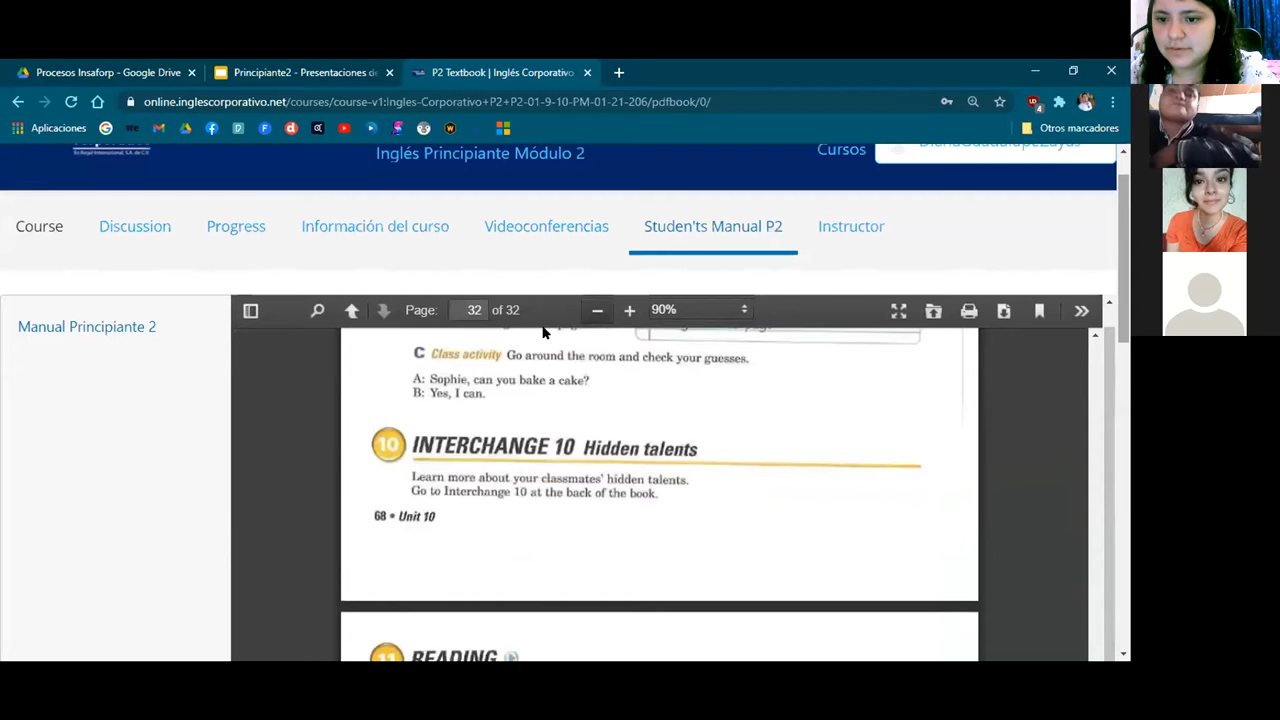 Procesos Insaforp - Google Drive
Principiante2 - Presentaciones de
P2 Textbook | Inglés Corporativo
online.inglescorporativo.net/courses/course-v1:Ingles-Corporativo+P2+P2-01-9-10-PM-01-21-206/pdfbook/0/
Aplicaciones
Otros marcadores
Inglés Principiante Módulo 2
Cursos
Course
Discussion
Progress
Información del curso
Videoconferencias
Studen'ts Manual P2
Instructor
Manual Principiante 2
Page: 32 of 32
90%
C Class activity Go around the room and check your guesses.
A: Sophie, can you bake a cake?
B: Yes, I can.
10 INTERCHANGE 10 Hidden talents
Learn more about your classmates' hidden talents.
Go to Interchange 10 at the back of the book.
68 • Unit 10
11 READING